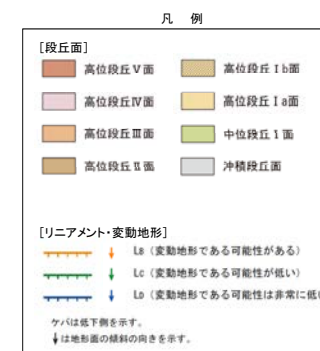 凡 例
[段丘面]
高位段丘Ⅴ面 高位段丘Ⅰb面
高位段丘Ⅳ面 高位段丘Ⅰa面
高位段丘Ⅲ面 中位段丘1面
高位段丘Ⅱ面 沖積段丘面
[リニアメント・変動地形]
LB (変動地形である可能性がある)
LC (変動地形である可能性が低い)
LD (変動地形である可能性は非常に低い
ケバは低下側を示す。
↓は地形面の傾斜の向きを示す。